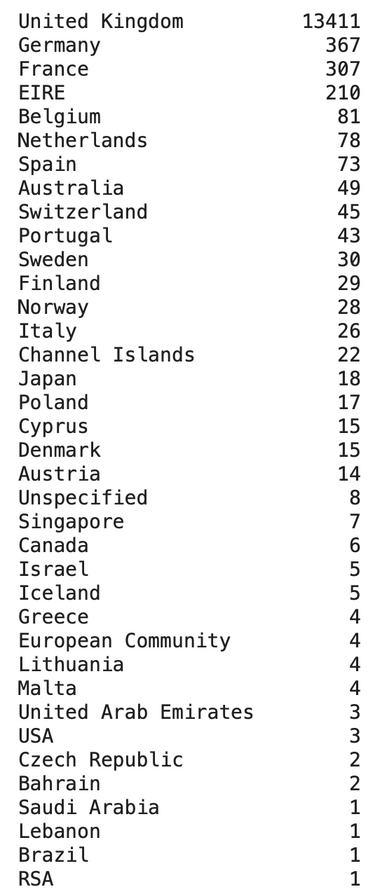 United Kingdom 13411
Germany 367
France 307
EIRE 210
Belgium 81
Netherlands 78
Spain 73
Australia 49
Switzerland 45
Portugal 43
Sweden 30
Finland 29
Norway 28
Italy 26
Channel Islands 22
Japan 18
Poland 17
Cyprus 15
Denmark 15
Austria 14
Unspecified 8
Singapore 7
Canada 6
Israel 5
Iceland 5
Greece 4
European Community 4
Lithuania 4
Malta 4
United Arab Emirates 3
USA 3
Czech Republic 2
Bahrain 2
Saudi Arabia 1
Lebanon 1
Brazil 1
RSA 1